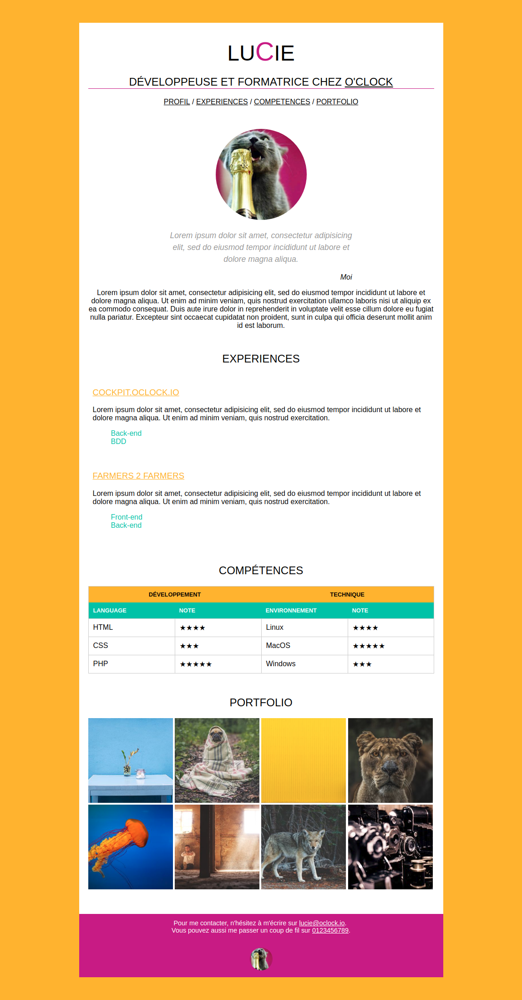 LUCIE
DÉVELOPPEUSE ET FORMATRICE CHEZ O'CLOCK
PROFIL / EXPERIENCES / COMPETENCES / PORTFOLIO
Lorem ipsum dolor sit amet, consectetur adipisicing
elit, sed do eiusmod tempor incididunt ut labore et
dolore magna aliqua.
Moi
Lorem ipsum dolor sit amet, consectetur adipisicing elit, sed do eiusmod tempor incididunt ut labore et
dolore magna aliqua. Ut enim ad minim veniam, quis nostrud exercitation ullamco laboris nisi ut aliquip ex
ea commodo consequat. Duis aute irure dolor in reprehenderit in voluptate velit esse cillum dolore eu fugiat
nulla pariatur. Excepteur sint occaecat cupidatat non proident, sunt in culpa qui officia deserunt mollit anim
id est laborum.
EXPERIENCES
COCKPIT.OCLOCK.IO
Lorem ipsum dolor sit amet, consectetur adipisicing elit, sed do eiusmod tempor incididunt ut labore et
dolore magna aliqua. Ut enim ad minim veniam, quis nostrud exercitation.
Back-end
BDD
FARMERS 2 FARMERS
Lorem ipsum dolor sit amet, consectetur adipisicing elit, sed do eiusmod tempor incididunt ut labore et
dolore magna aliqua. Ut enim ad minim veniam, quis nostrud exercitation.
Front-end
Back-end
COMPÉTENCES
DÉVELOPPEMENT TECHNIQUE
LANGUAGE NOTE ENVIRONNEMENT NOTE
HTML ★★★★ Linux ★★★★
CSS ★★★ MacOS ★★★★★
PHP ★★★★★ Windows ★★★
PORTFOLIO
Pour me contacter, n'hésitez à m'écrire sur lucie@oclock.io.
Vous pouvez aussi me passer un coup de fil sur 0123456789.